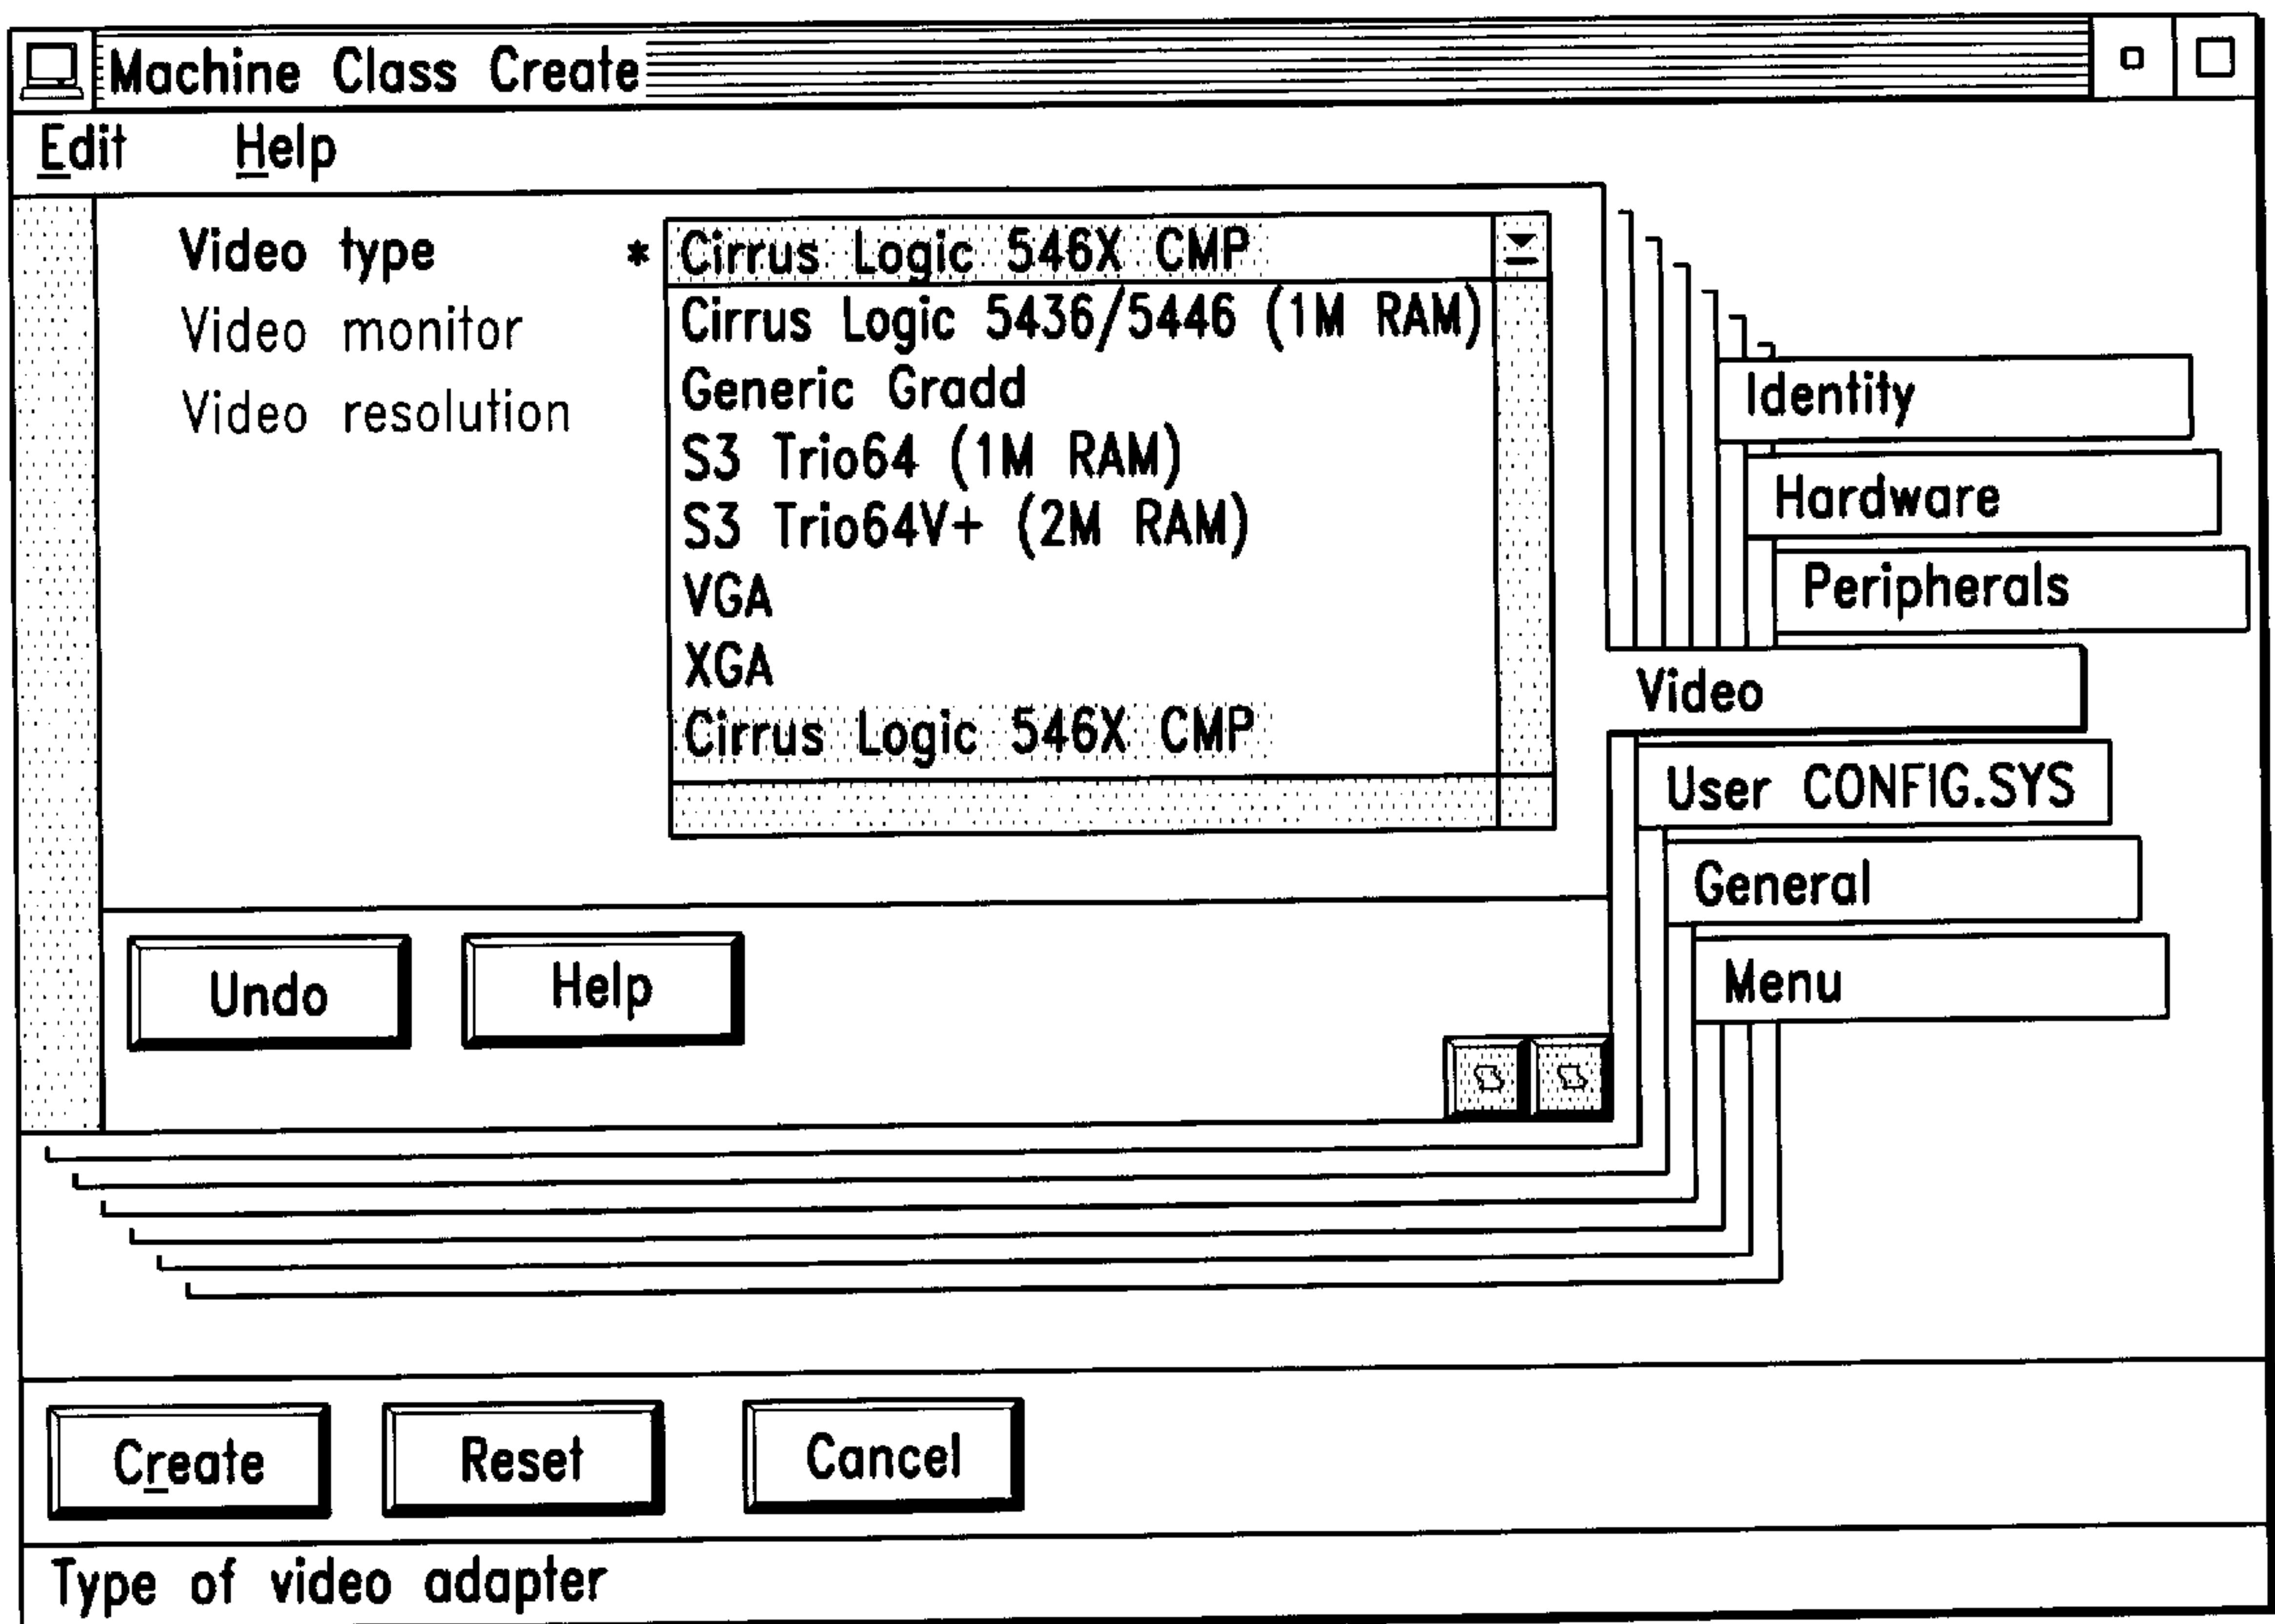 Machine Class Create
Edit Help
Video type * Cirrus Logic 546X CMP
Video monitor
Video resolution
Cirrus Logic 5436/5446 (1M RAM)
Generic Gradd
S3 Trio64 (1M RAM)
S3 Trio64V+ (2M RAM)
VGA
XGA
Cirrus Logic 546X CMP
Identity
Hardware
Peripherals
Video
User CONFIG.SYS
General
Menu
Undo Help
Create Reset Cancel
Type of video adapter